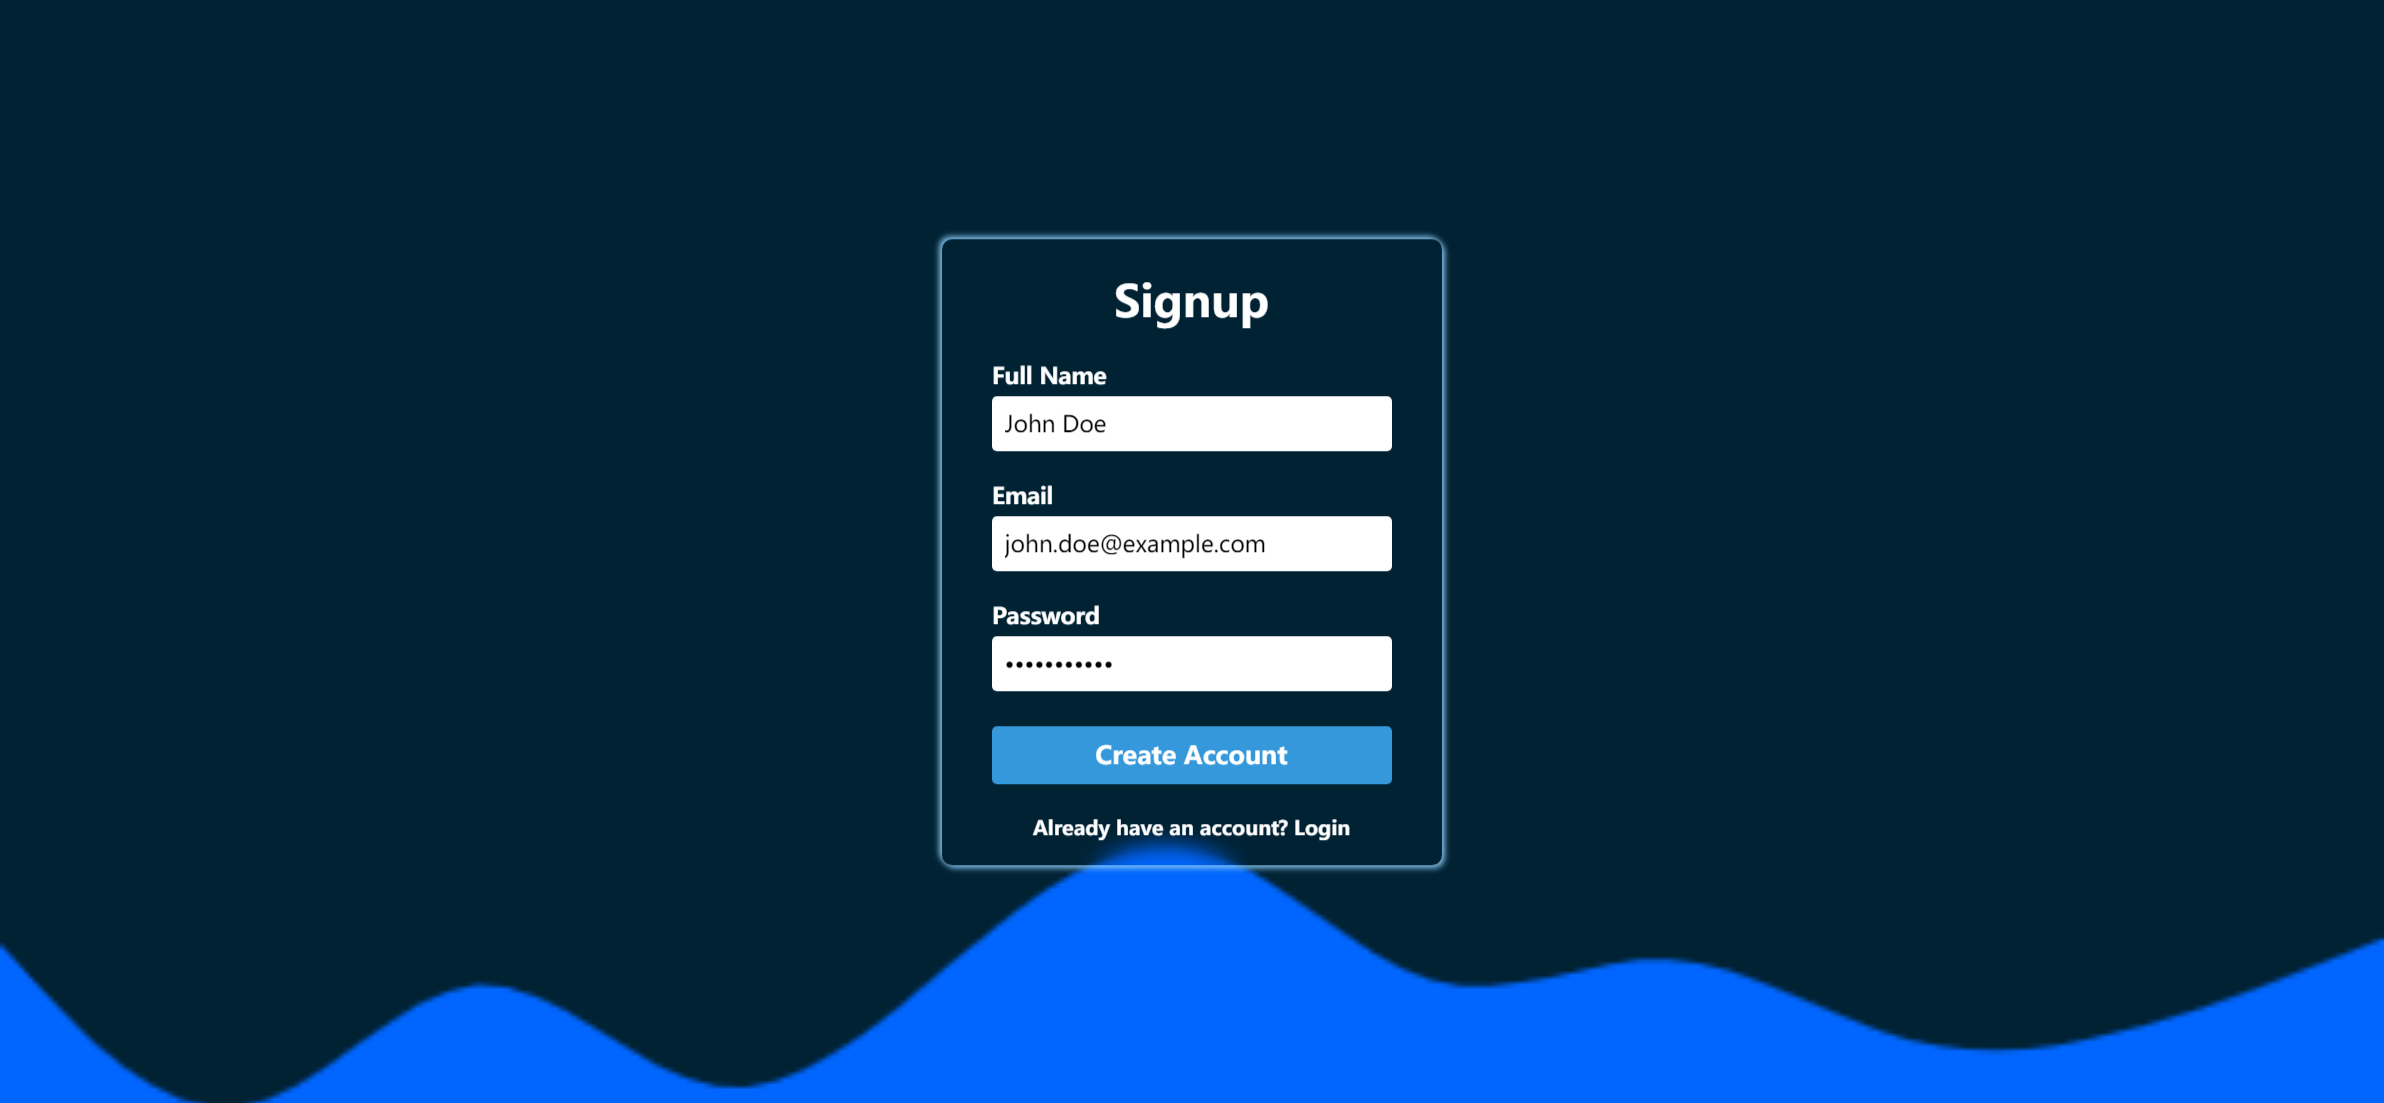 Signup
Full Name
John Doe
Email
john.doe@example.com
Password
•••••••••••
Create Account
Already have an account? Login